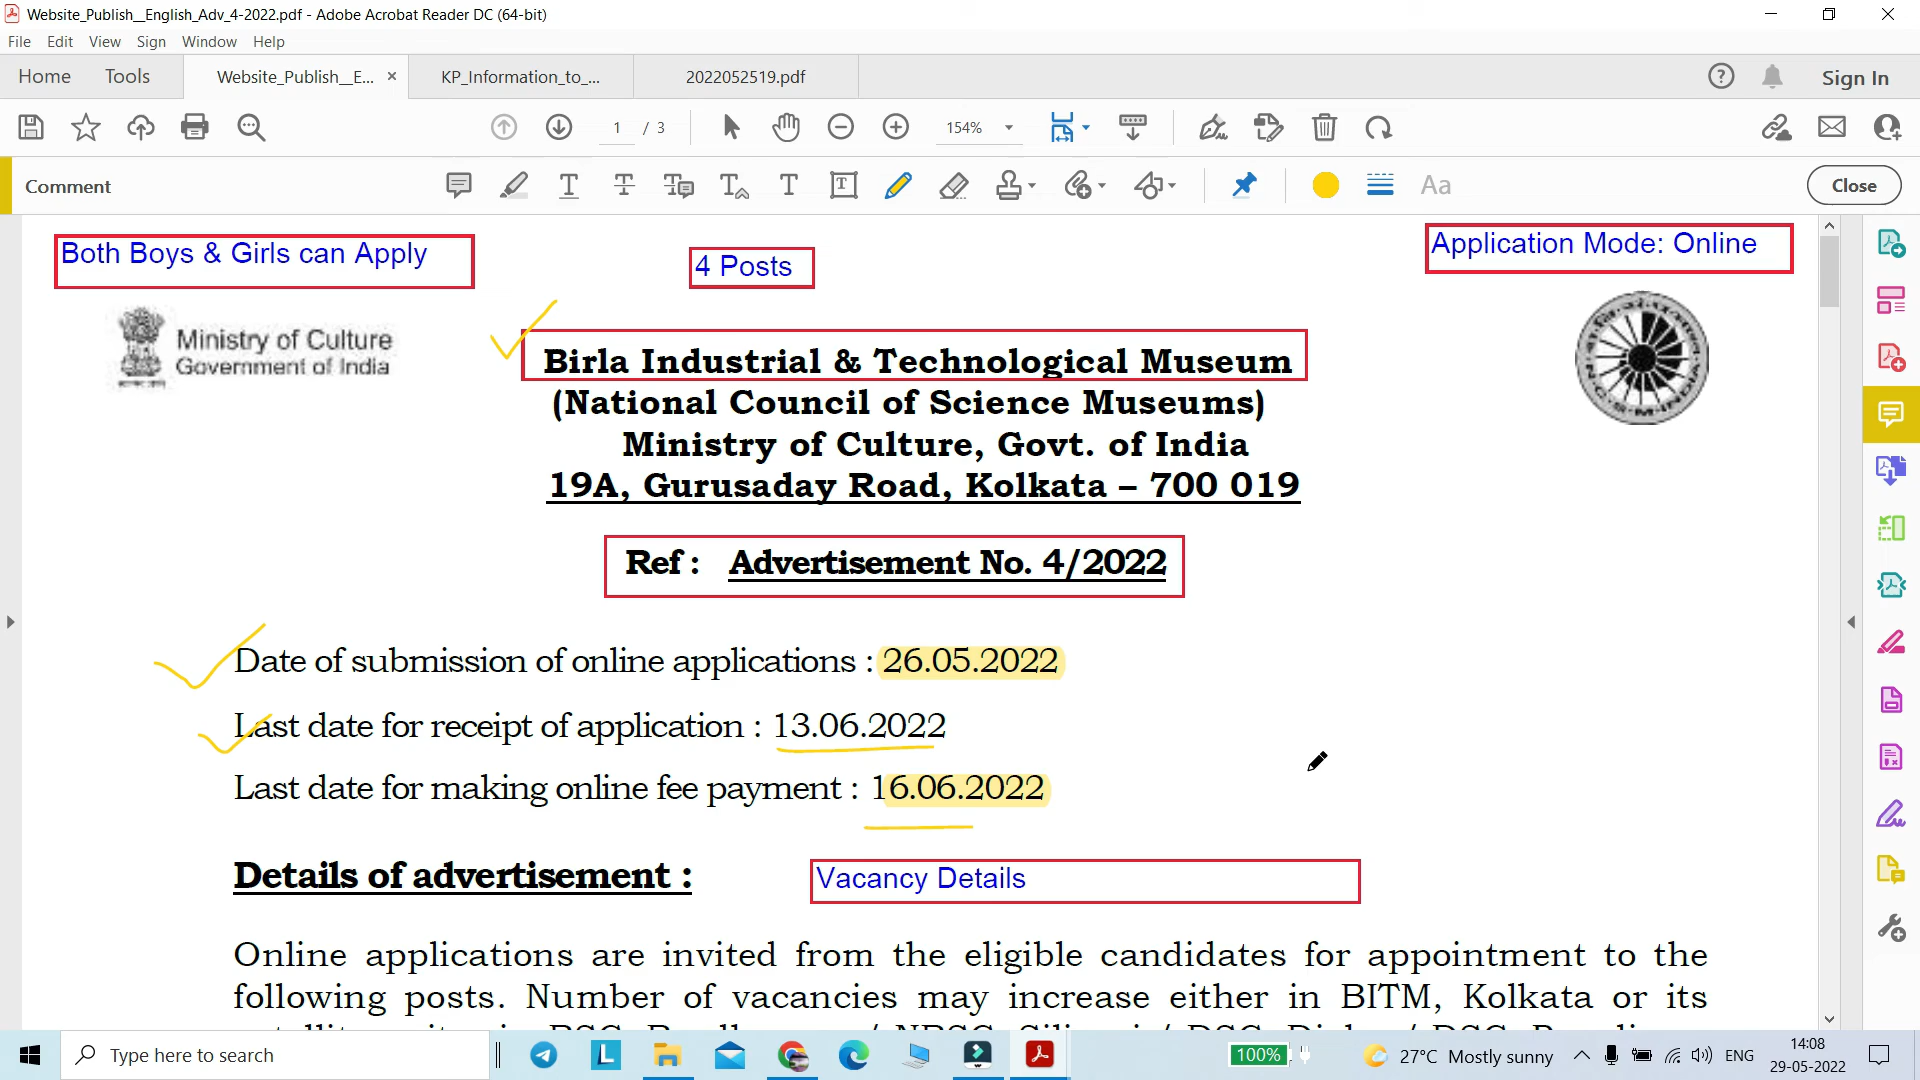 Website_Publish__English_Adv_4-2022.pdf - Adobe Acrobat Reader DC (64-bit)
File Edit View Sign Window Help
Home Tools Website_Publish__E... KP_Information_to_... 2022052519.pdf Sign In
1 / 3 154%
Comment Close
Both Boys & Girls can Apply
4 Posts
Application Mode: Online
Ministry of Culture
Government of India
Birla Industrial & Technological Museum
(National Council of Science Museums)
Ministry of Culture, Govt. of India
19A, Gurusaday Road, Kolkata – 700 019
Ref : Advertisement No. 4/2022
Date of submission of online applications : 26.05.2022
Last date for receipt of application : 13.06.2022
Last date for making online fee payment : 16.06.2022
Details of advertisement :
Vacancy Details
Online applications are invited from the eligible candidates for appointment to the
following posts. Number of vacancies may increase either in BITM, Kolkata or its
Type here to search
100%
27°C Mostly sunny
ENG
14:08
29-05-2022